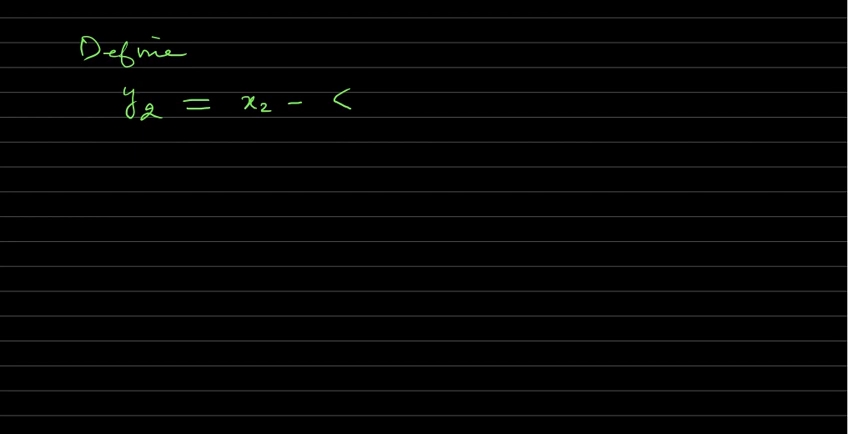 Define
y₂ = x₂ - <